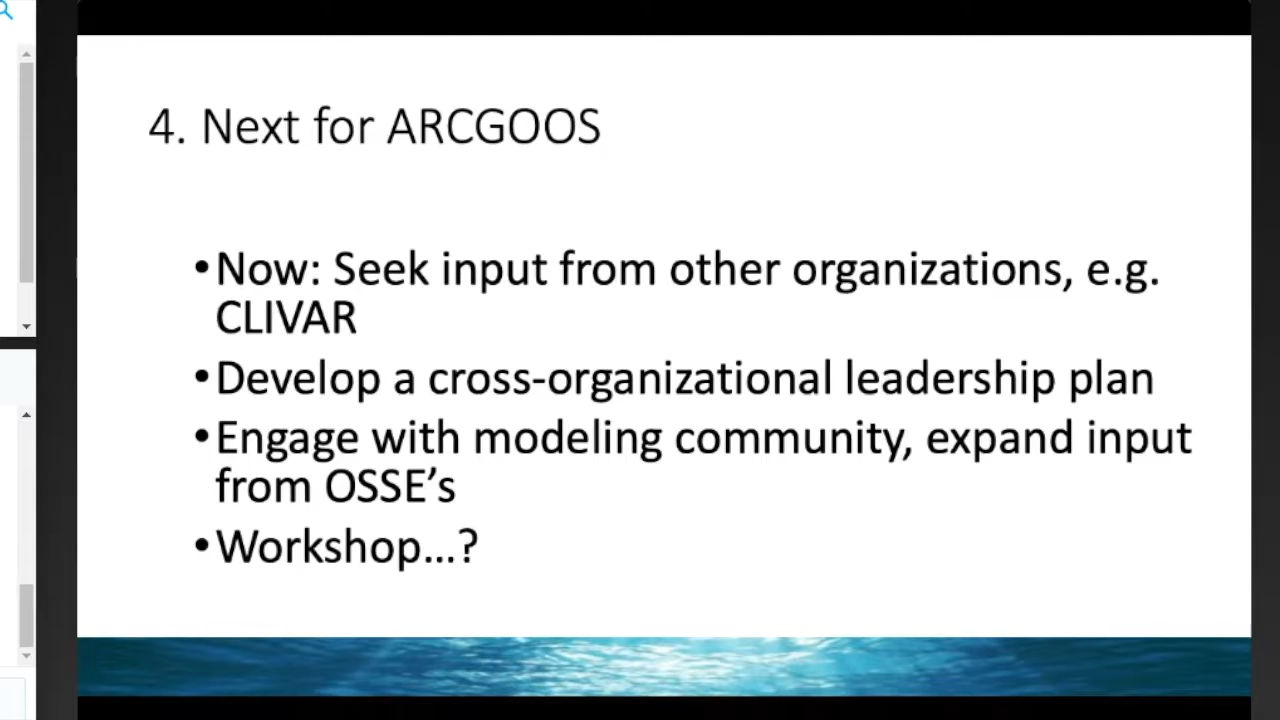 4. Next for ARCGOOS
•Now: Seek input from other organizations, e.g.
CLIVAR
•Develop a cross-organizational leadership plan
•Engage with modeling community, expand input
from OSSE’s
•Workshop...?